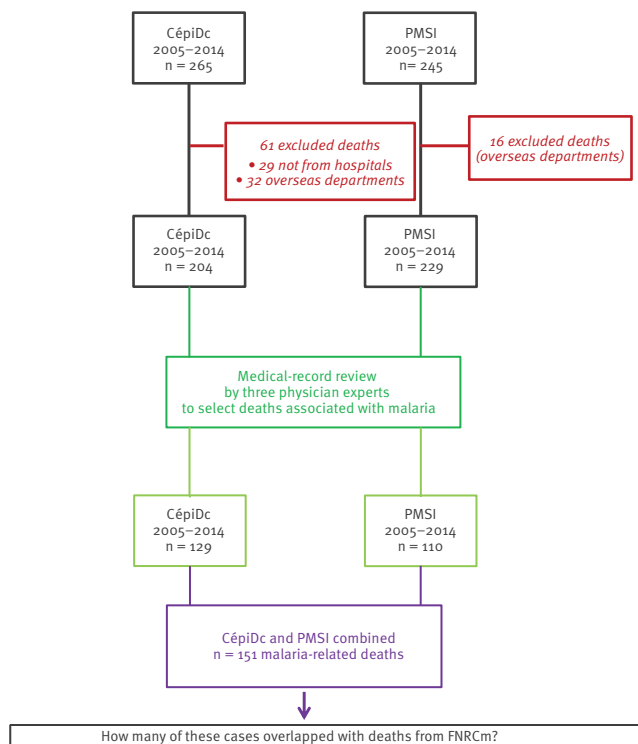 CépiDc
2005–2014
n = 265
PMSI
2005–2014
n= 245
61 excluded deaths
• 29 not from hospitals
• 32 overseas departments
16 excluded deaths
(overseas departments)
CépiDc
2005–2014
n = 204
PMSI
2005–2014
n = 229
Medical-record review
by three physician experts
to select deaths associated with malaria
CépiDc
2005–2014
n = 129
PMSI
2005–2014
n = 110
CépiDc and PMSI combined
n = 151 malaria-related deaths
How many of these cases overlapped with deaths from FNRCm?